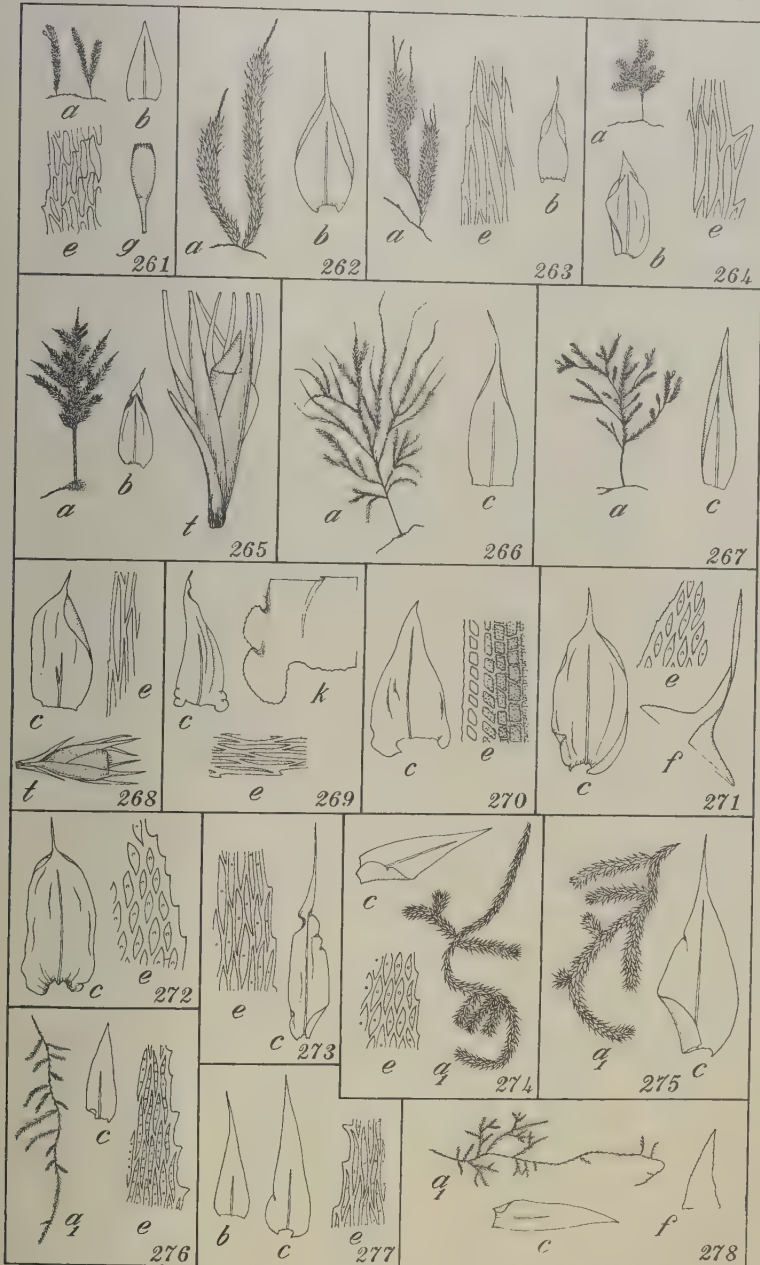 a b
e g 261
a b 262
a e b 263
a b e 264
a b t 265
a c 266
a c 267
c e
t 268
c k
e 269
c e 270
c e f 271
c e 272
e c 273
c
e a1 274
a1 c 275
a1 c e 276
b c e 277
a1 c f 278